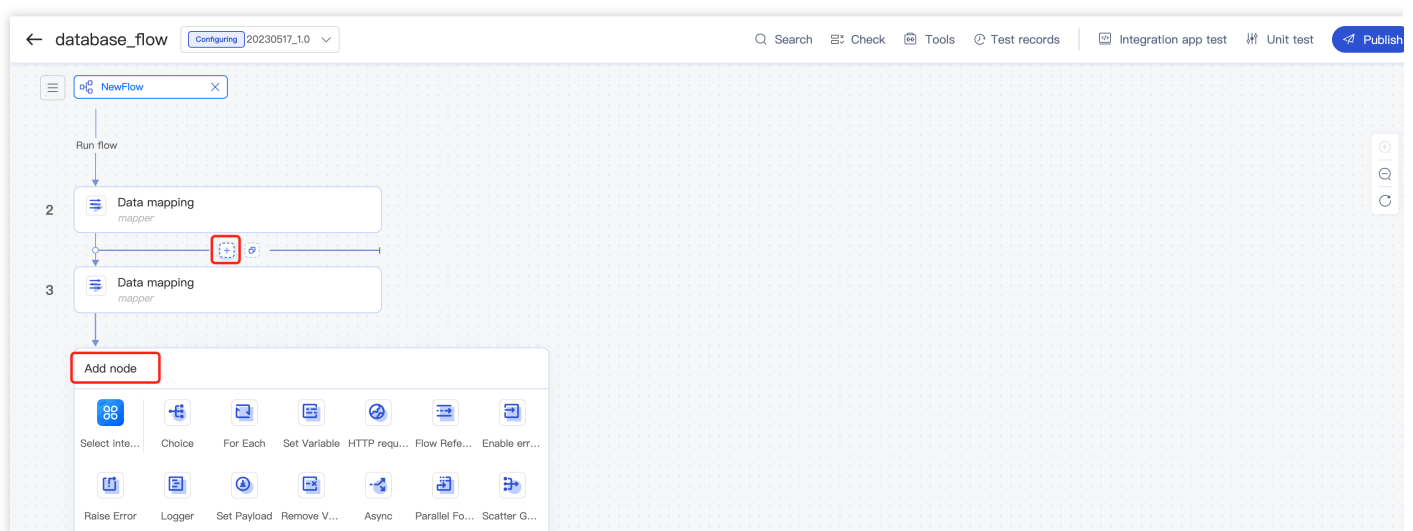 database_flow Configuring 20230517_1.0 Search Check Tools Test records Integration app test Unit test Publish
NewFlow
Run flow
2 Data mapping
mapper
3 Data mapping
mapper
Add node
Select inte... Choice For Each Set Variable HTTP requ... Flow Refe... Enable err...
Raise Error Logger Set Payload Remove V... Async Parallel Fo... Scatter G...